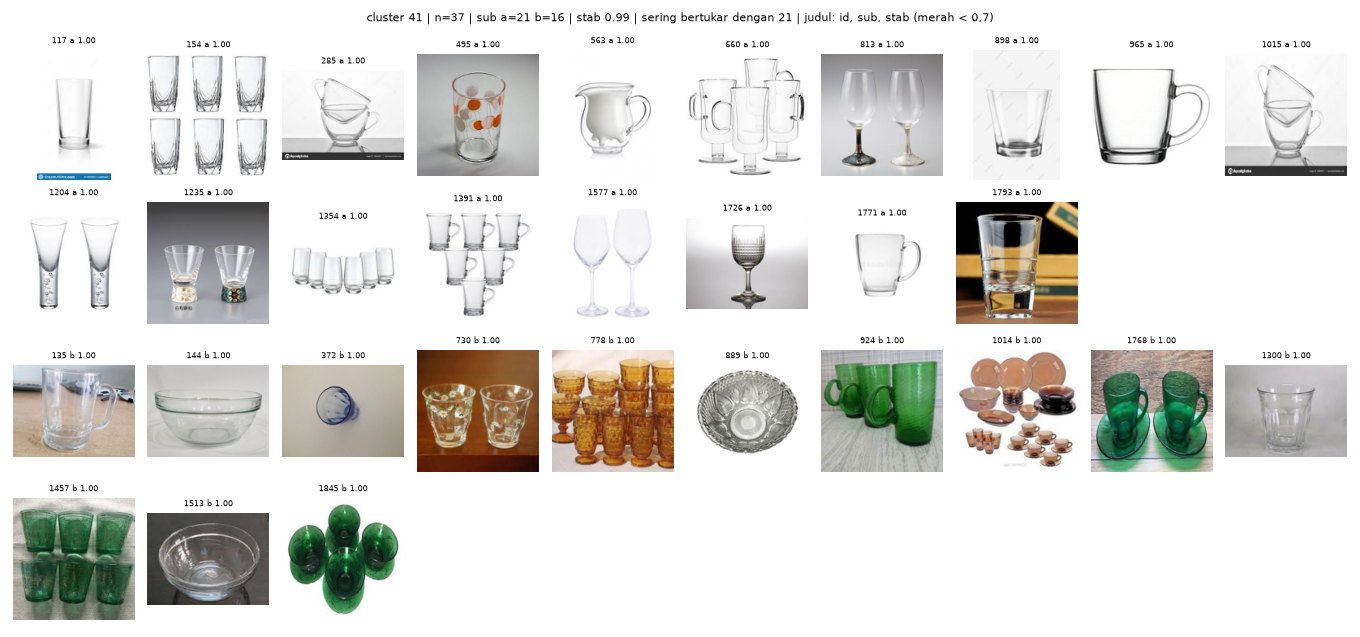 cluster 41 | n=37 | sub a=21 b=16 | stab 0.99 | sering bertukar dengan 21 | judul: id, sub, stab (merah < 0,7)
117 a 1.00
154 a 1.00
285 a 1.00
495 a 1.00
563 a 1.00
660 a 1.00
813 a 1.00
898 a 1.00
965 a 1.00
1015 a 1.00
1204 a 1.00
1235 a 1.00
1354 a 1.00
1391 a 1.00
1577 a 1.00
1726 a 1.00
1771 a 1.00
1793 a 1.00
135 b 1.00
144 b 1.00
372 b 1.00
730 b 1.00
778 b 1.00
889 b 1.00
924 b 1.00
1014 b 1.00
1768 b 1.00
1300 b 1.00
1457 b 1.00
1513 b 1.00
1845 b 1.00